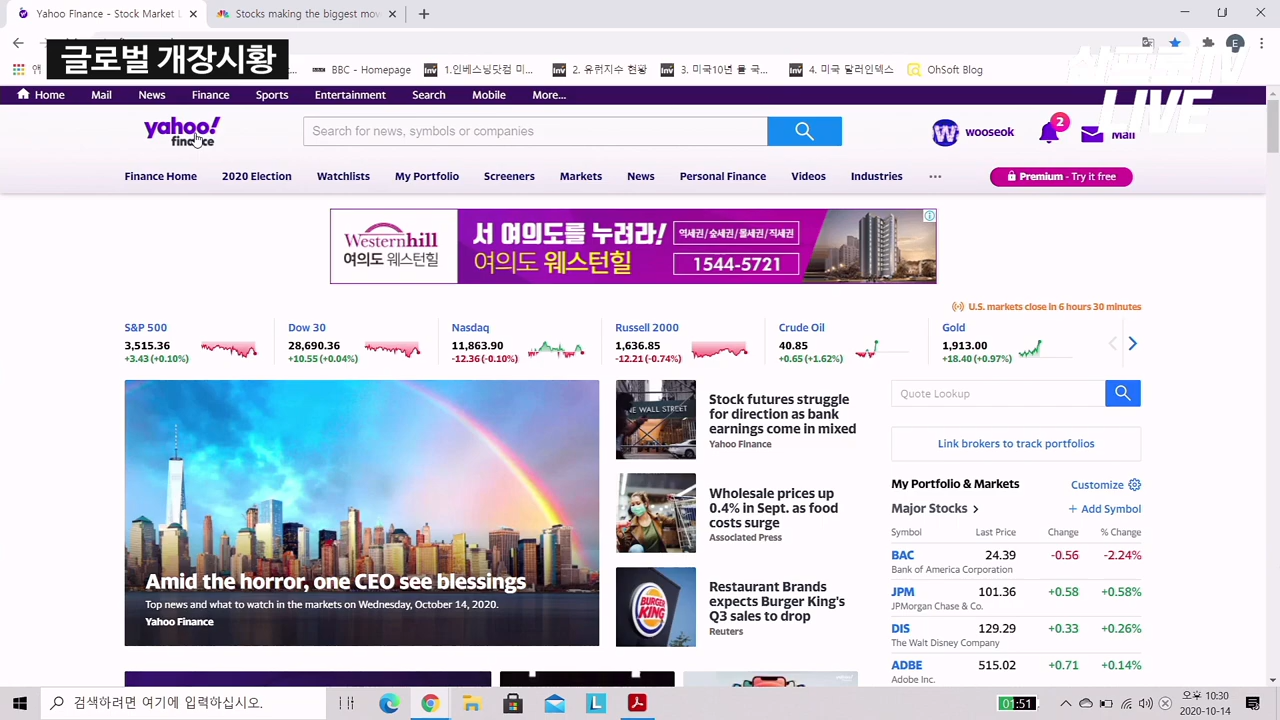 Yahoo Finance - Stock Market
Stocks making the biggest mov
글로벌 개장시황
BBC - Homepage
1.인베스팅닷컴 미...
2. 유럽지수 현황
3. 미국10년 물 국...
4. 미국 달러인덱스
OhSoft Blog
E
LIVE
Home
Mail
News
Finance
Sports
Entertainment
Search
Mobile
More...
yahoo!
finance
Search for news, symbols or companies
W
wooseok
2
Mail
Finance Home
2020 Election
Watchlists
My Portfolio
Screeners
Markets
News
Personal Finance
Videos
Industries
Premium - Try it free
Westernhill
여의도 웨스턴힐
서 여의도를 누려라!
여의도 웨스턴힐
역세권/숲세권/몰세권/직세권
1544-5721
U.S. markets close in 6 hours 30 minutes
S&P 500
3,515.36
+3.43 (+0.10%)
Dow 30
28,690.36
+10.55 (+0.04%)
Nasdaq
11,863.90
-12.36 (-0.10%)
Russell 2000
1,636.85
-12.21 (-0.74%)
Crude Oil
40.85
+0.65 (+1.62%)
Gold
1,913.00
+18.40 (+0.97%)
Amid the horror, one CEO see blessings
Top news and what to watch in the markets on Wednesday, October 14, 2020.
Yahoo Finance
WALL STREET
Stock futures struggle
for direction as bank
earnings come in mixed
Yahoo Finance
Wholesale prices up
0.4% in Sept. as food
costs surge
Associated Press
BURGER
KING
Restaurant Brands
expects Burger King's
Q3 sales to drop
Reuters
Quote Lookup
Link brokers to track portfolios
My Portfolio & Markets
Customize
Major Stocks
+ Add Symbol
Symbol Last Price Change % Change
BAC 24.39 -0.56 -2.24%
Bank of America Corporation
JPM 101.36 +0.58 +0.58%
JPMorgan Chase & Co.
DIS 129.29 +0.33 +0.26%
The Walt Disney Company
ADBE 515.02 +0.71 +0.14%
Adobe Inc.
검색하려면 여기에 입력하십시오.
L
01:51
오후 10:30
2020-10-14